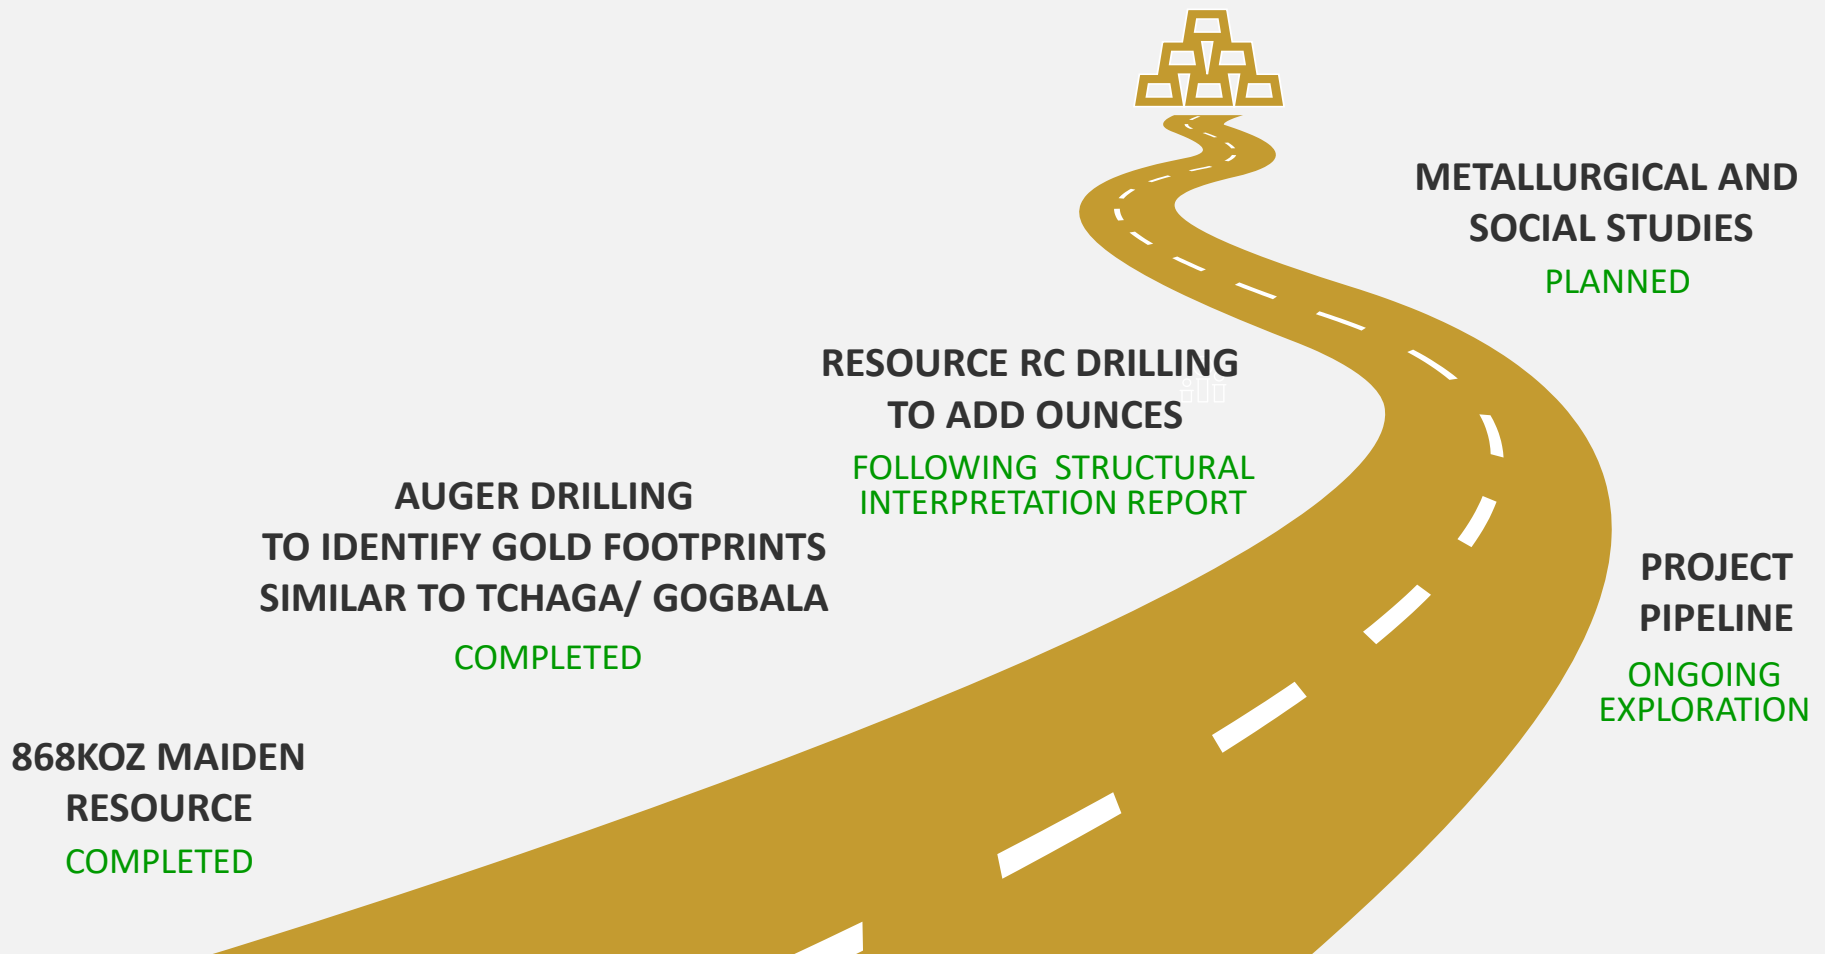 METALLURGICAL AND
SOCIAL STUDIES
PLANNED
RESOURCE RC DRILLING
TO ADD OUNCES
FOLLOWING STRUCTURAL
INTERPRETATION REPORT
AUGER DRILLING
TO IDENTIFY GOLD FOOTPRINTS
SIMILAR TO TCHAGA/ GOGBALA
COMPLETED
PROJECT
PIPELINE
ONGOING
EXPLORATION
868KOZ MAIDEN
RESOURCE
COMPLETED